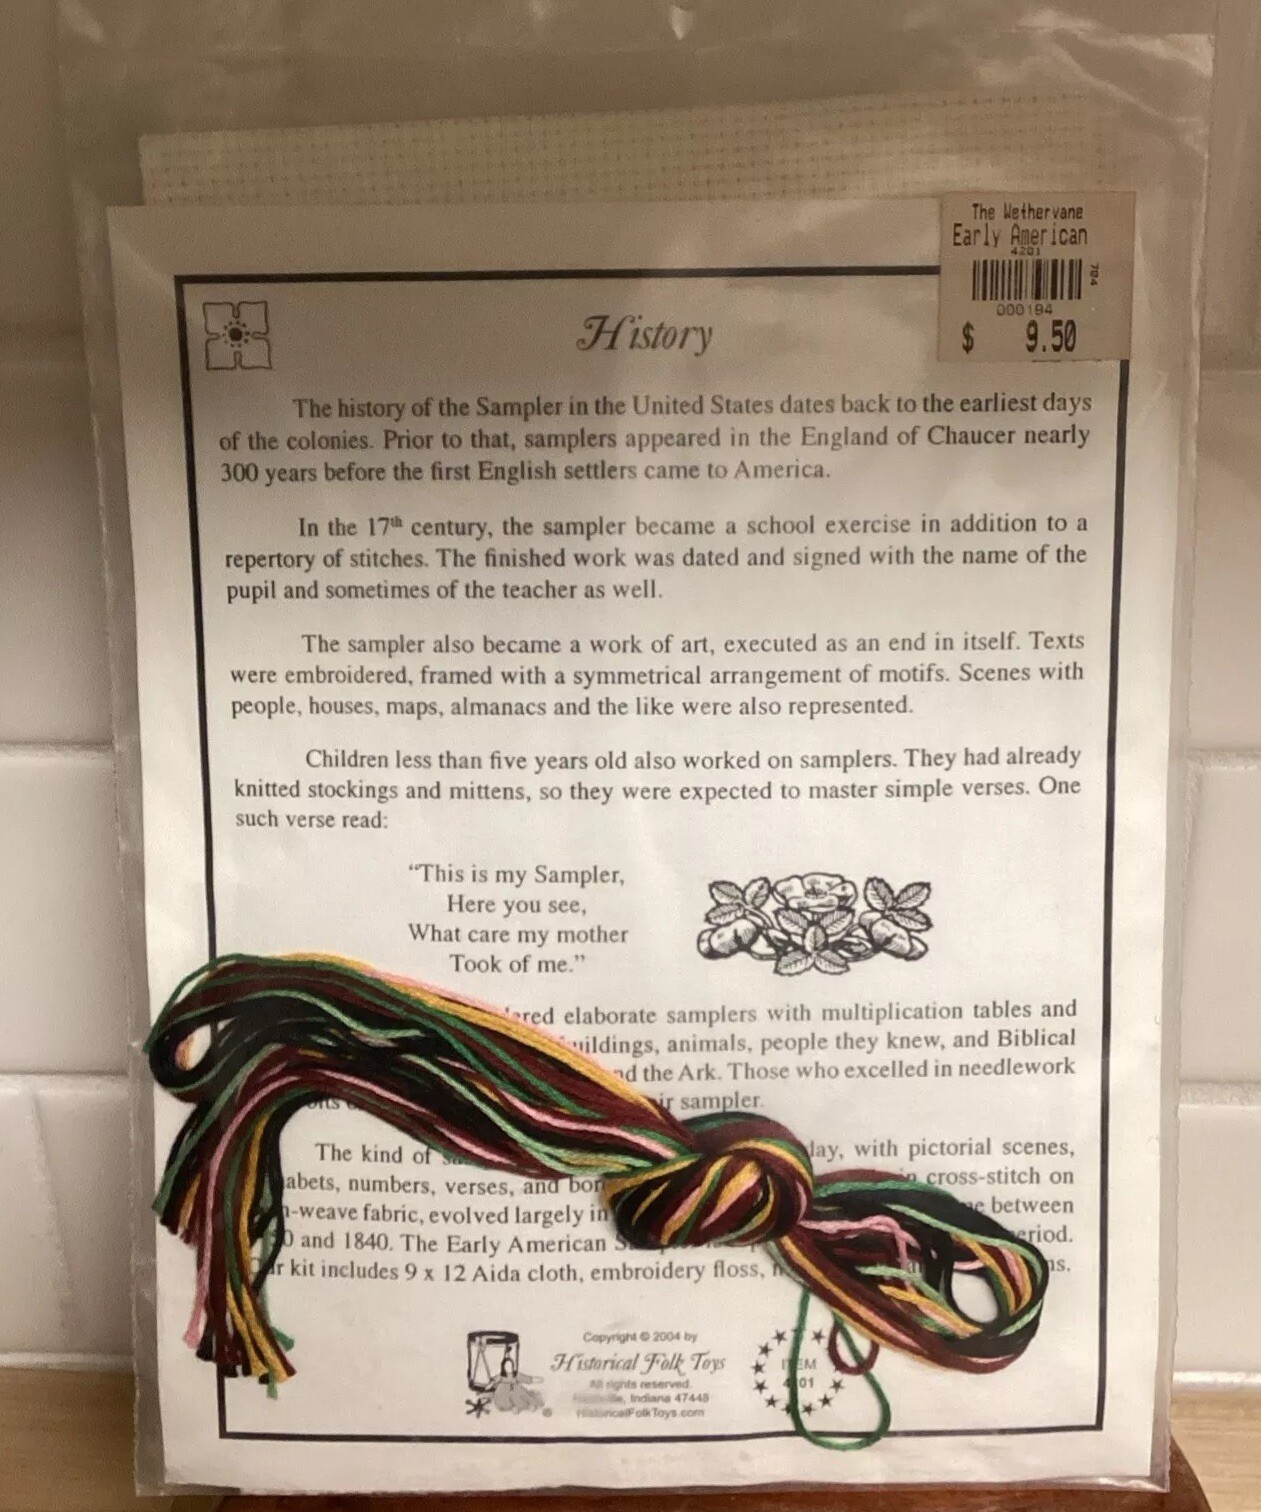 The Wethervane
Early American
4201
704
000194
$ 9.50
History
The history of the Sampler in the United States dates back to the earliest days
of the colonies. Prior to that, samplers appeared in the England of Chaucer nearly
300 years before the first English settlers came to America.
In the 17th century, the sampler became a school exercise in addition to a
repertory of stitches. The finished work was dated and signed with the name of the
pupil and sometimes of the teacher as well.
The sampler also became a work of art, executed as an end in itself. Texts
were embroidered, framed with a symmetrical arrangement of motifs. Scenes with
people, houses, maps, almanacs and the like were also represented.
Children less than five years old also worked on samplers. They had already
knitted stockings and mittens, so they were expected to master simple verses. One
such verse read:
“This is my Sampler,
Here you see,
What care my mother
Took of me.”
elaborate samplers with multiplication tables and
animals, people they knew, and Biblical
the Ark. Those who excelled in needlework
sampler.
The kind of with pictorial scenes,
numbers, verses, and cross-stitch on
fabric, evolved largely in between
and 1840. The Early American
kit includes 9 x 12 Aida cloth, embroidery floss,
Copyright © 2004 by
Historical Folk Toys
All rights reserved.
Indiana 47448
HistoricalFolkToys.com
ITEM